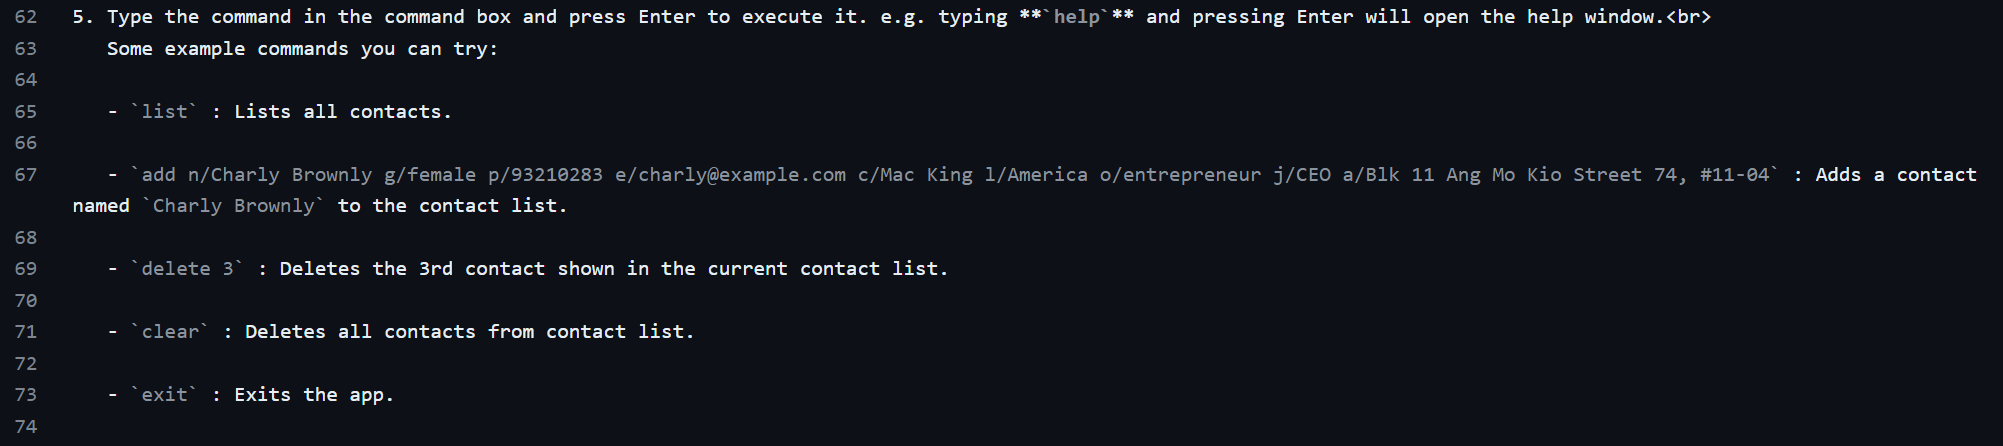 62 5. Type the command in the command box and press Enter to execute it. e.g. typing **`help`** and pressing Enter will open the help window.<br>
63 Some example commands you can try:
64
65 - `list` : Lists all contacts.
66
67 - `add n/Charly Brownly g/female p/93210283 e/charly@example.com c/Mac King l/America o/entrepreneur j/CEO a/Blk 11 Ang Mo Kio Street 74, #11-04` : Adds a contact
named `Charly Brownly` to the contact list.
68
69 - `delete 3` : Deletes the 3rd contact shown in the current contact list.
70
71 - `clear` : Deletes all contacts from contact list.
72
73 - `exit` : Exits the app.
74